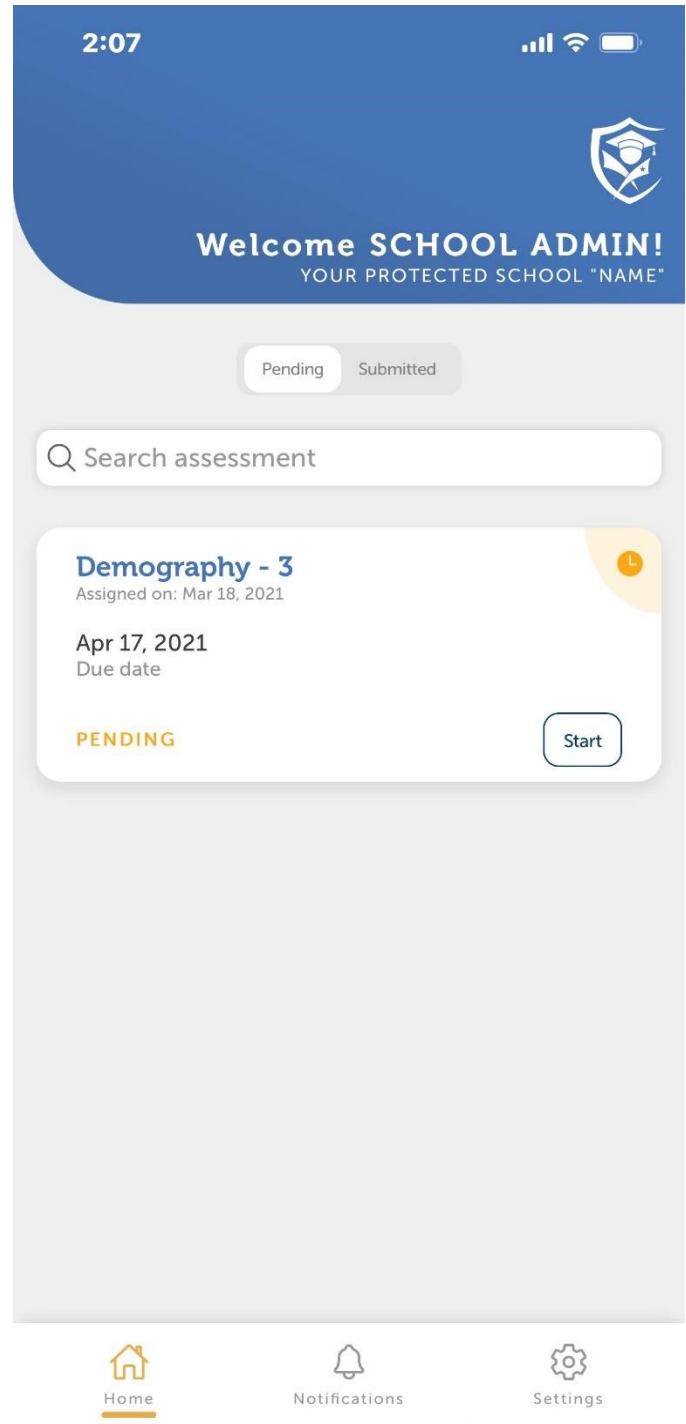 2:07
Welcome SCHOOL ADMIN!
YOUR PROTECTED SCHOOL "NAME"
Pending Submitted
Search assessment
Demography - 3
Assigned on: Mar 18, 2021
Apr 17, 2021
Due date
PENDING
Start
Home Notifications Settings